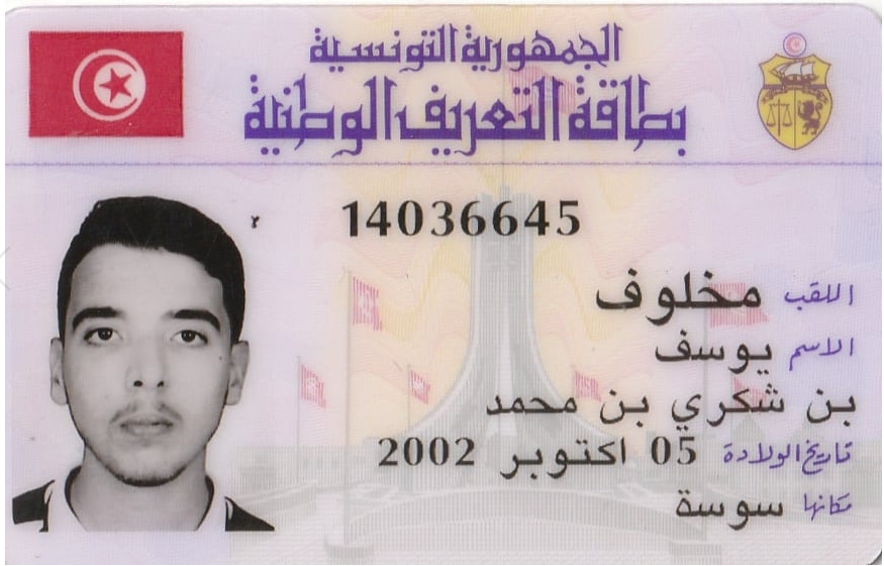 الجمهورية التونسية
بطاقة التعريف الوطنية
14036645
اللقب مخلوف
الاسم يوسف
بن شكري بن محمد
تاريخ الولادة 05 اكتوبر 2002
مكانها سوسة